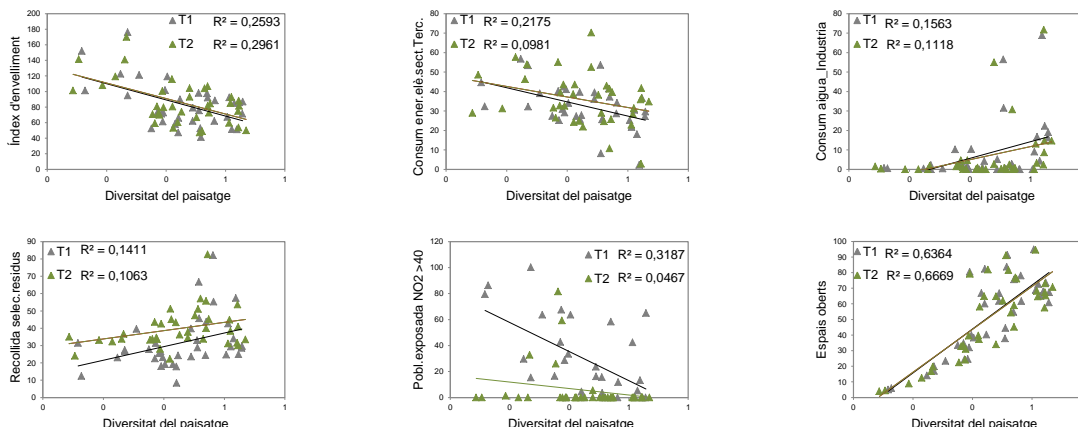 T1 R² = 0,2593
T2 R² = 0,2961
Índex d'envelliment
200
180
160
140
120
100
80
60
40
20
0
0 0 1 1
Diversitat del paisatge
T1 R² = 0,2175
T2 R² = 0,0981
Consum ener.elè.sect.Terc.
80
70
60
50
40
30
20
10
0
0 0 1 1
Diversitat del paisatge
T1 R² = 0,1563
T2 R² = 0,1118
Consum aigua_Industria
80
70
60
50
40
30
20
10
0
0 0 1
Diversitat del paisatge
T1 R² = 0,1411
T2 R² = 0,1063
Recollida selec.residus
90
80
70
60
50
40
30
20
10
0
0 0 1 1
Diversitat del paisatge
T1 R² = 0,3187
T2 R² = 0,0467
Pobl.exposada NO2 >40
120
100
80
60
40
20
0
0 0 1 1
Diversitat del paisatge
T1 R² = 0,6364
T2 R² = 0,6669
Espais oberts
100
90
80
70
60
50
40
30
20
10
0
0 0 1
Diversitat del paisatge